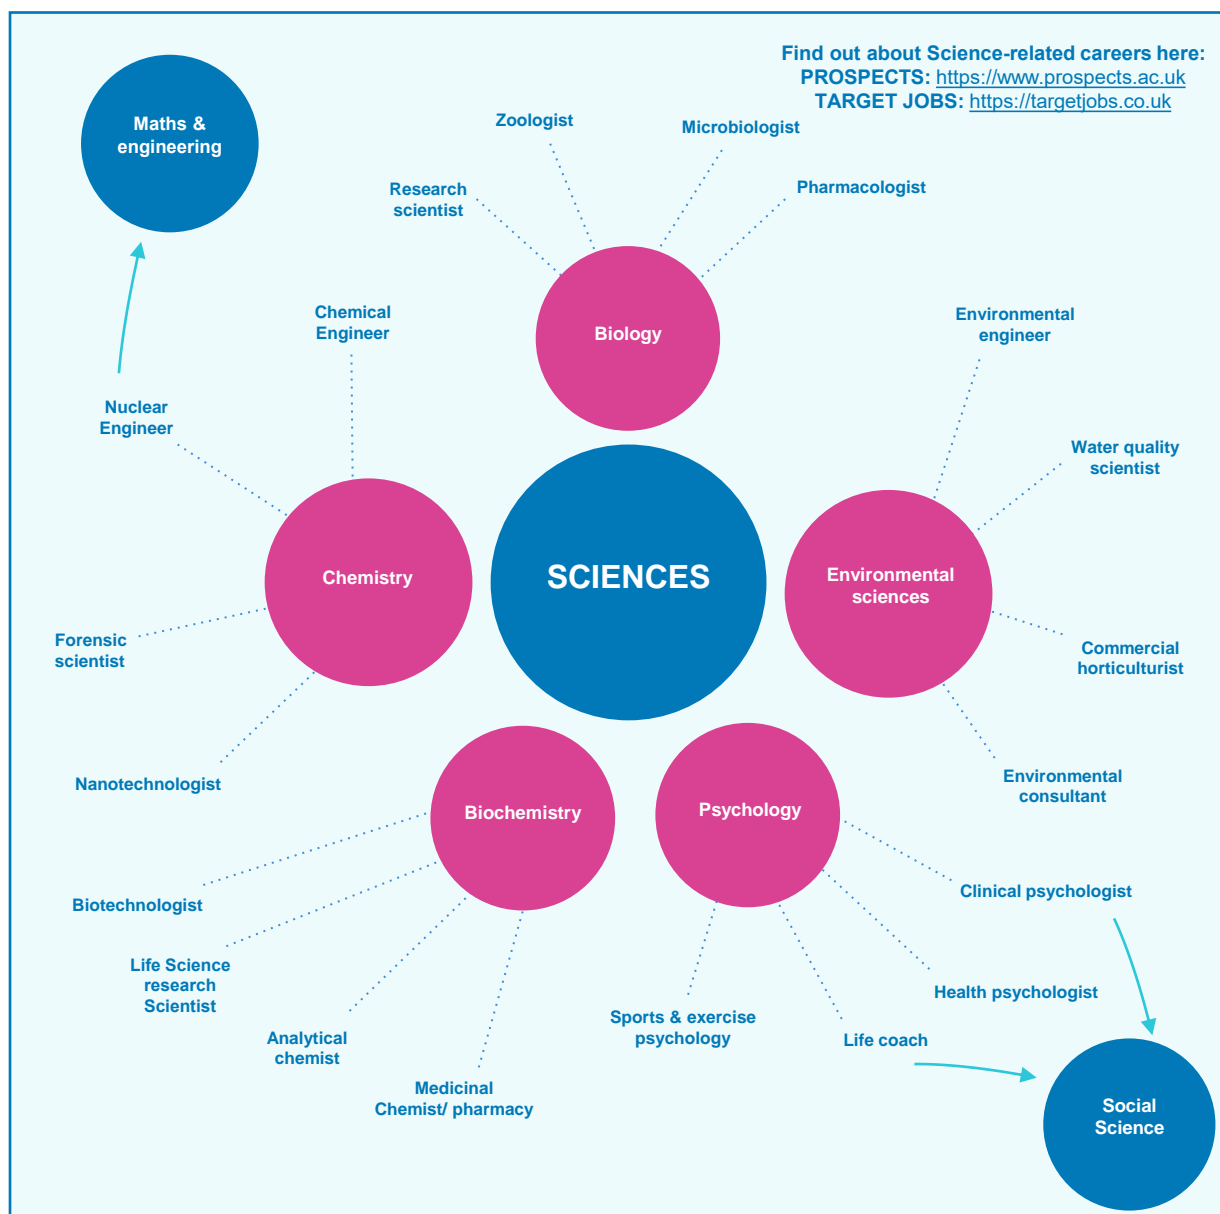 Find out about Science-related careers here:
PROSPECTS: https://www.prospects.ac.uk
TARGET JOBS: https://targetjobs.co.uk
Maths &
engineering
Zoologist
Microbiologist
Research
scientist
Pharmacologist
Biology
Chemical
Engineer
Environmental
engineer
Nuclear
Engineer
Water quality
scientist
Chemistry
SCIENCES
Environmental
sciences
Forensic
scientist
Commercial
horticulturist
Nanotechnologist
Environmental
consultant
Biochemistry
Psychology
Biotechnologist
Clinical psychologist
Life Science
research
Scientist
Health psychologist
Analytical
chemist
Sports & exercise
psychology
Life coach
Medicinal
Chemist/ pharmacy
Social
Science